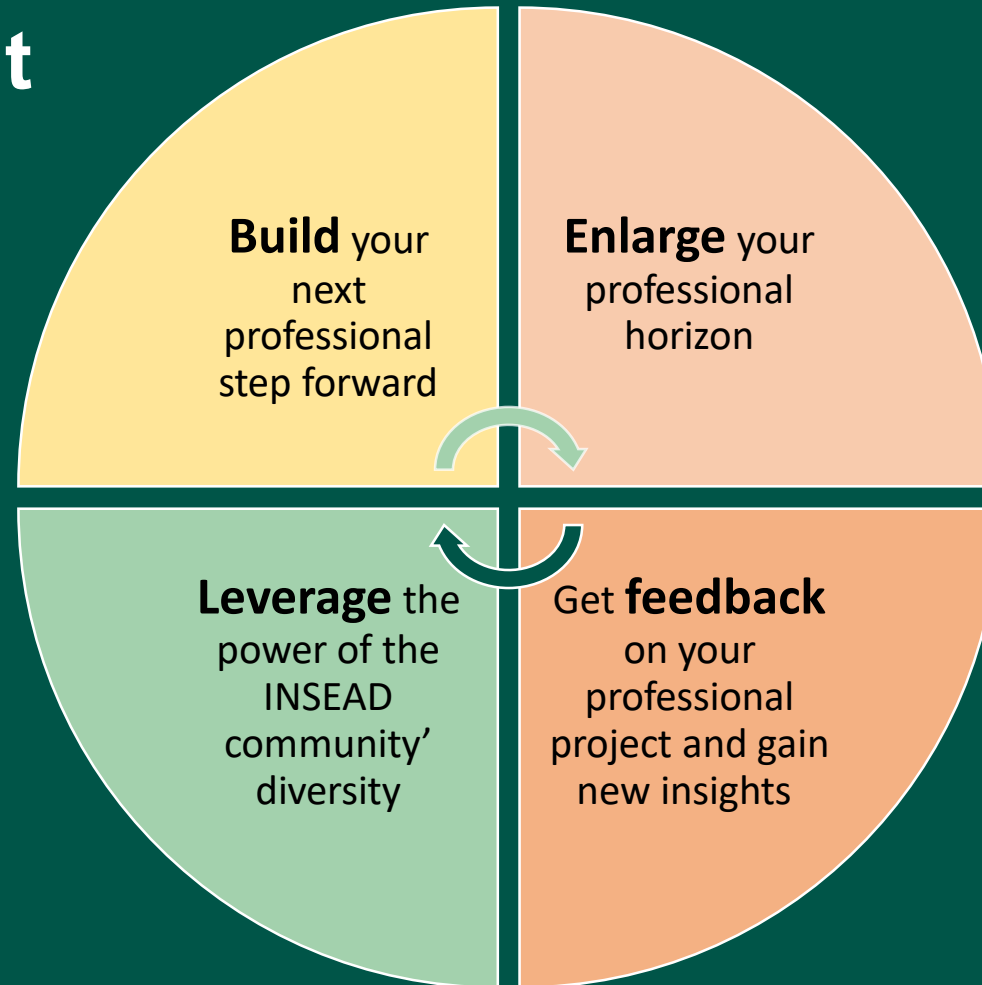 t
Build your
next
professional
step forward
Enlarge your
professional
horizon
Leverage the
power of the
INSEAD
community’
diversity
Get feedback
on your
professional
project and gain
new insights